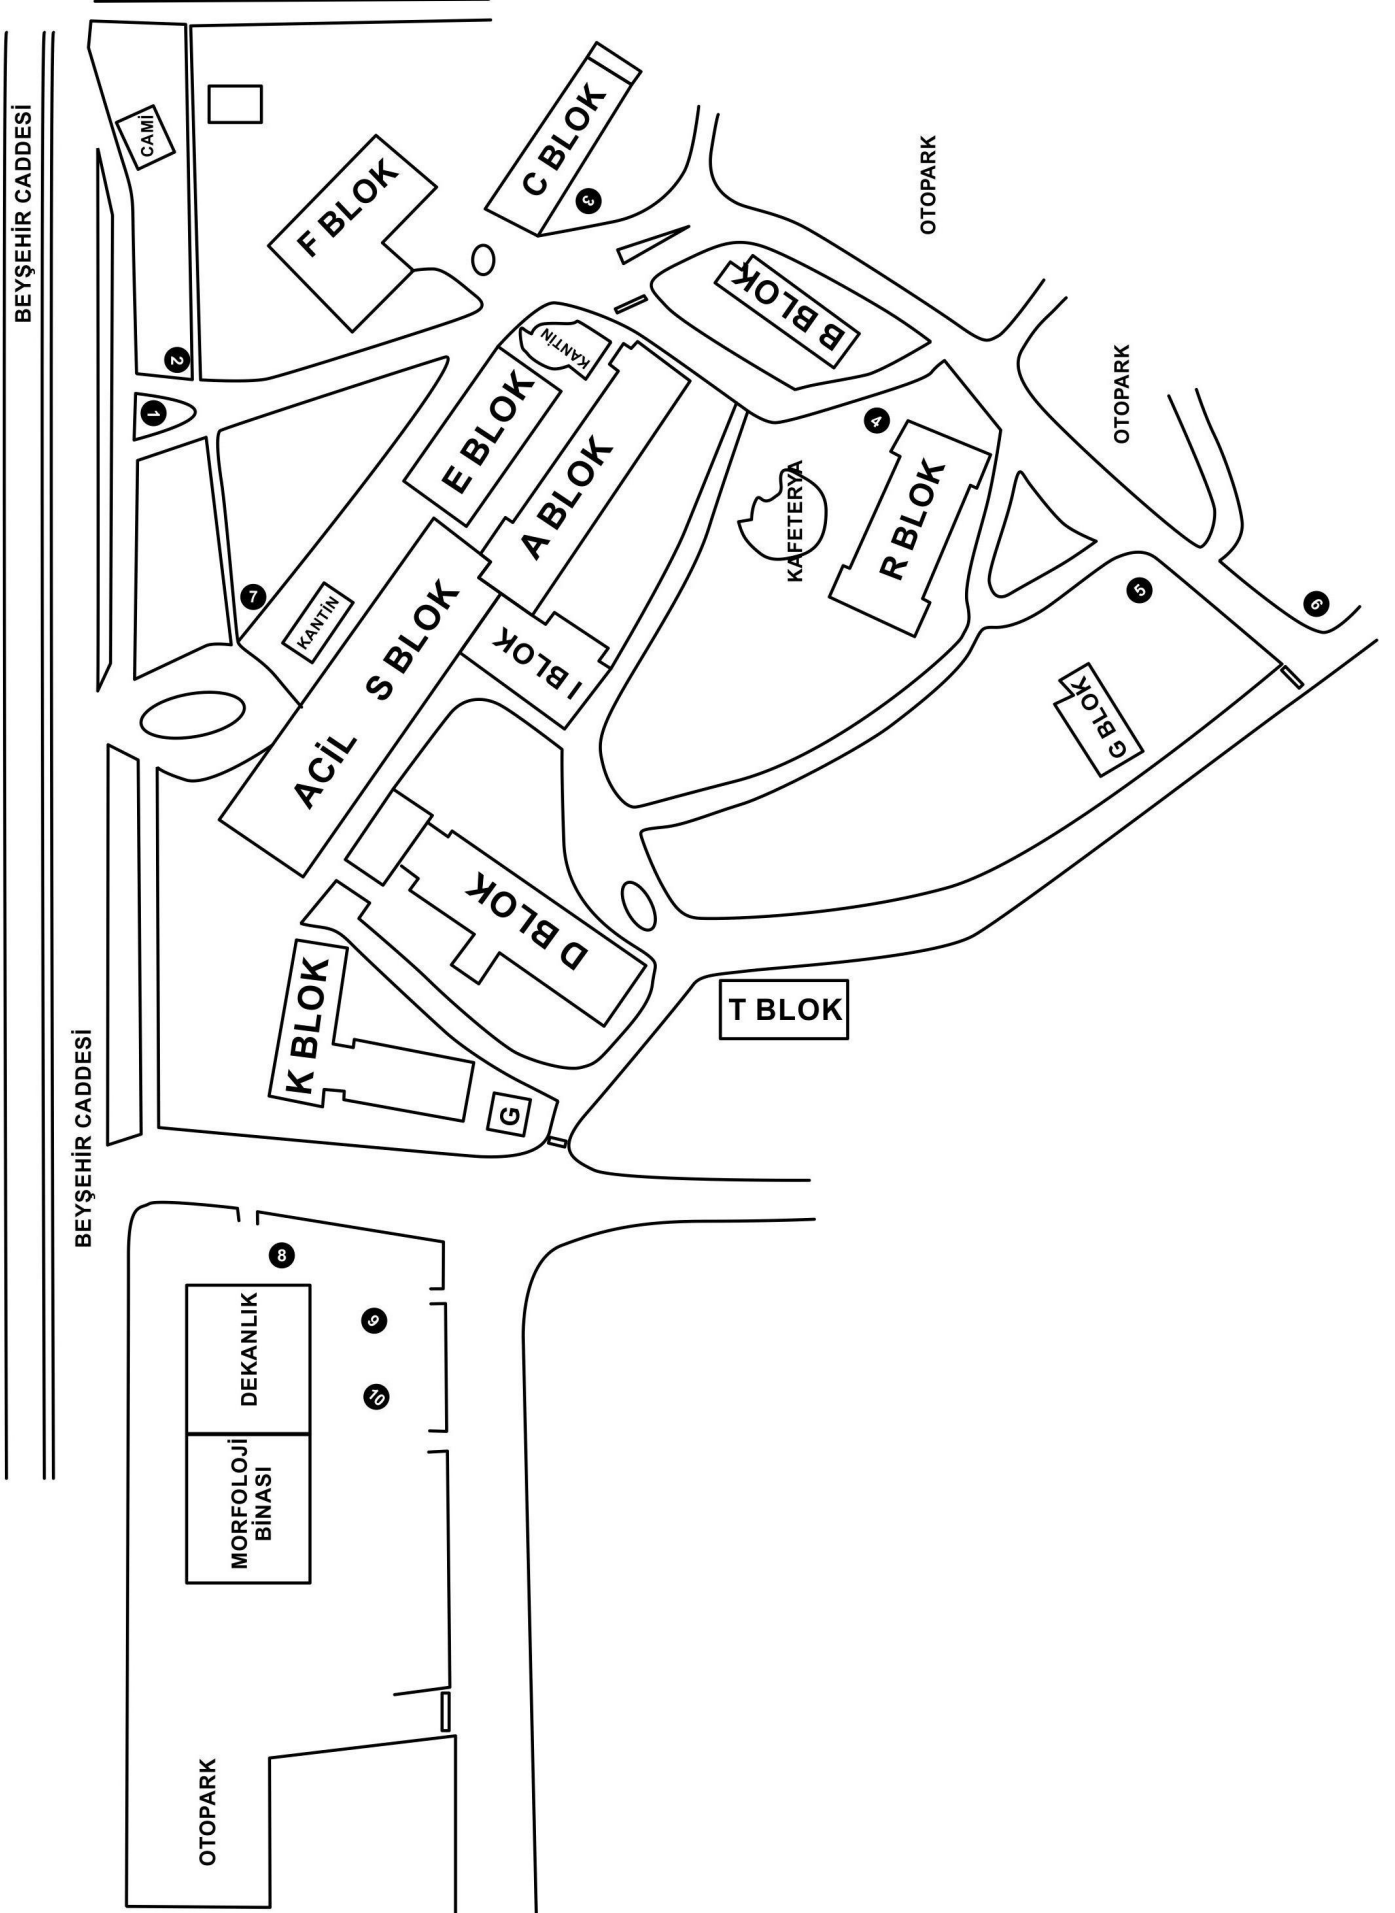 BEYŞEHİR CADDESİ
CAMİ
F BLOK
C BLOK
3
OTOPARK
B BLOK
OTOPARK
2
1
KANTİN
E BLOK
A BLOK
4
KAFETERYA
R BLOK
5
6
7
KANTİN
S BLOK
I BLOK
ACİL
G BLOK
D BLOK
K BLOK
T BLOK
G
BEYŞEHİR CADDESİ
8
DEKANLIK
9
10
MORFOLOJİ
BİNASI
OTOPARK